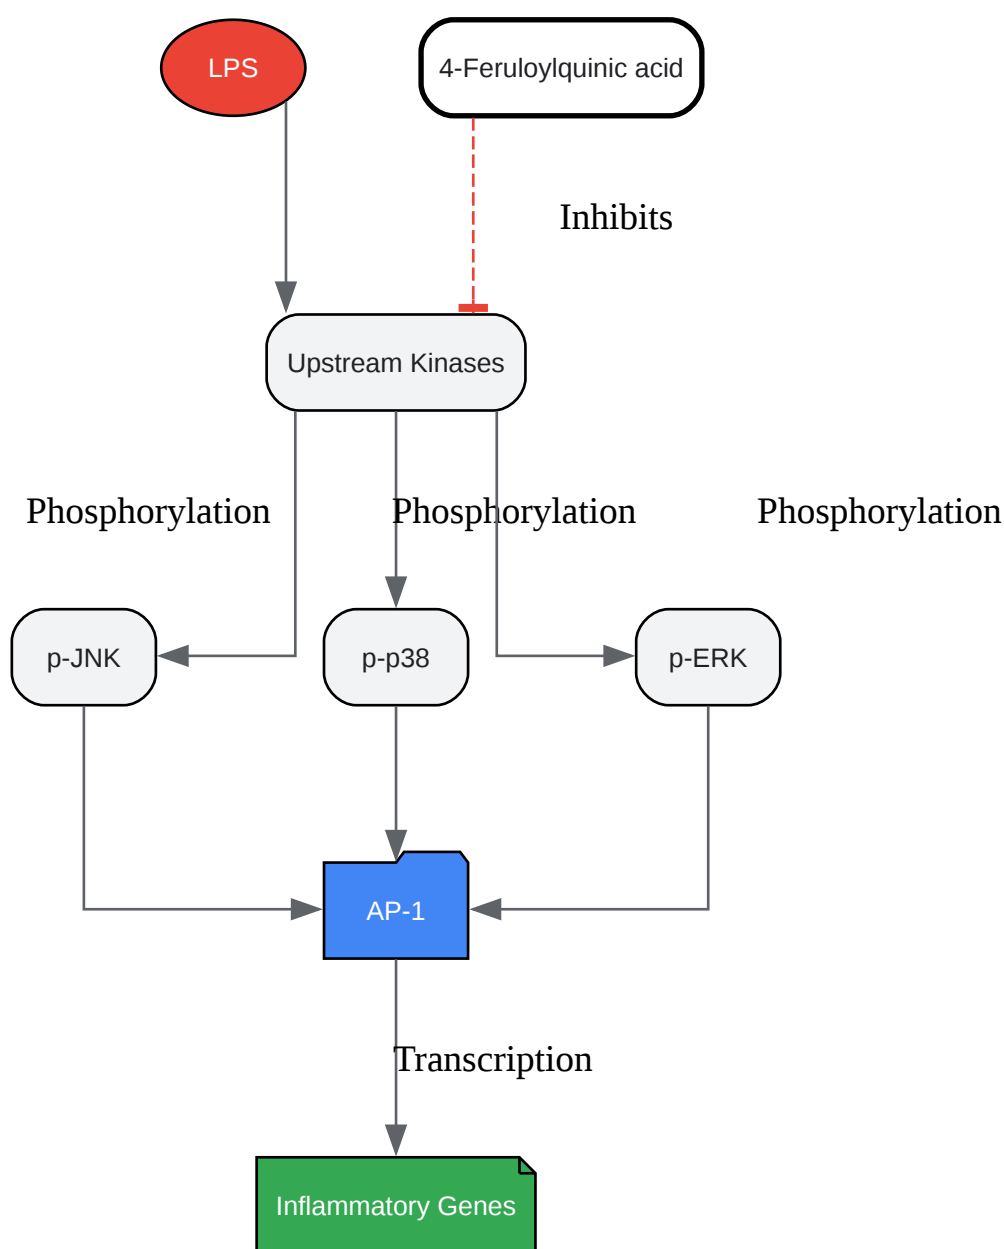 LPS
4-Feruloylquinic acid
Inhibits
Upstream Kinases
Phosphorylation
Phosphorylation
Phosphorylation
p-JNK
p-p38
p-ERK
AP-1
Transcription
Inflammatory Genes